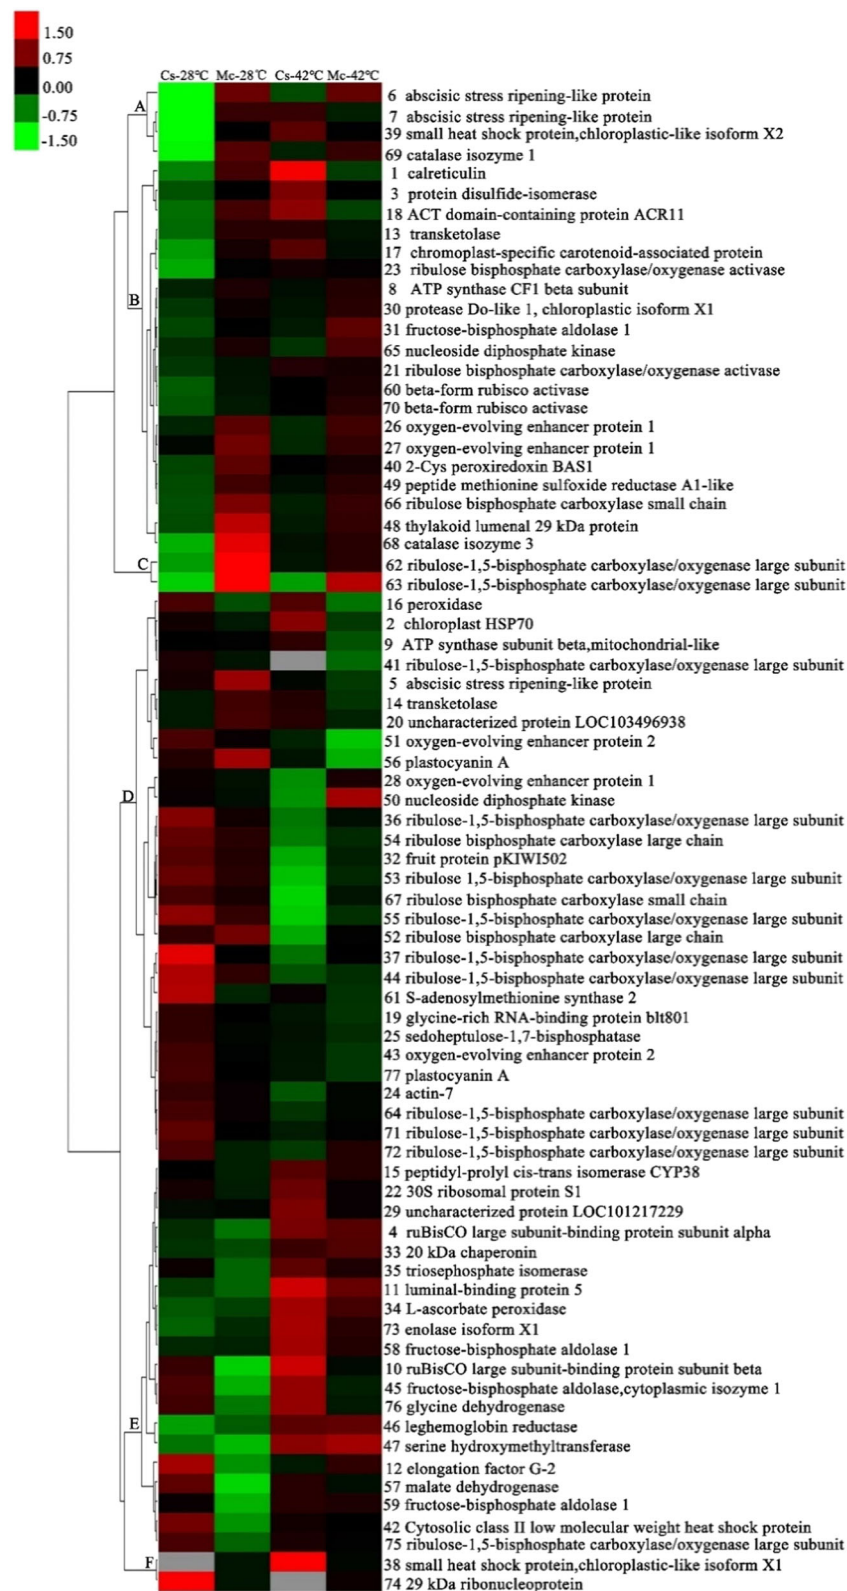 1.50
0.75
0.00
-0.75
-1.50
Cs-28℃ Mc-28℃ Cs-42℃ Mc-42℃
A
6 abscisic stress ripening-like protein
7 abscisic stress ripening-like protein
39 small heat shock protein,chloroplastic-like isoform X2
69 catalase isozyme 1
1 calreticulin
3 protein disulfide-isomerase
18 ACT domain-containing protein ACR11
13 transketolase
17 chromoplast-specific carotenoid-associated protein
23 ribulose bisphosphate carboxylase/oxygenase activase
8 ATP synthase CF1 beta subunit
B
30 protease Do-like 1, chloroplastic isoform X1
31 fructose-bisphosphate aldolase 1
65 nucleoside diphosphate kinase
21 ribulose bisphosphate carboxylase/oxygenase activase
60 beta-form rubisco activase
70 beta-form rubisco activase
26 oxygen-evolving enhancer protein 1
27 oxygen-evolving enhancer protein 1
40 2-Cys peroxiredoxin BAS1
49 peptide methionine sulfoxide reductase A1-like
66 ribulose bisphosphate carboxylase small chain
48 thylakoid lumenal 29 kDa protein
68 catalase isozyme 3
C
62 ribulose-1,5-bisphosphate carboxylase/oxygenase large subunit
63 ribulose-1,5-bisphosphate carboxylase/oxygenase large subunit
16 peroxidase
2 chloroplast HSP70
9 ATP synthase subunit beta,mitochondrial-like
41 ribulose-1,5-bisphosphate carboxylase/oxygenase large subunit
5 abscisic stress ripening-like protein
14 transketolase
20 uncharacterized protein LOC103496938
51 oxygen-evolving enhancer protein 2
56 plastocyanin A
28 oxygen-evolving enhancer protein 1
D
50 nucleoside diphosphate kinase
36 ribulose-1,5-bisphosphate carboxylase/oxygenase large subunit
54 ribulose bisphosphate carboxylase large chain
32 fruit protein pKIWI502
53 ribulose 1,5-bisphosphate carboxylase/oxygenase large subunit
67 ribulose bisphosphate carboxylase small chain
55 ribulose-1,5-bisphosphate carboxylase/oxygenase large subunit
52 ribulose bisphosphate carboxylase large chain
37 ribulose-1,5-bisphosphate carboxylase/oxygenase large subunit
44 ribulose-1,5-bisphosphate carboxylase/oxygenase large subunit
61 S-adenosylmethionine synthase 2
19 glycine-rich RNA-binding protein blt801
25 sedoheptulose-1,7-bisphosphatase
43 oxygen-evolving enhancer protein 2
77 plastocyanin A
24 actin-7
64 ribulose-1,5-bisphosphate carboxylase/oxygenase large subunit
71 ribulose-1,5-bisphosphate carboxylase/oxygenase large subunit
72 ribulose-1,5-bisphosphate carboxylase/oxygenase large subunit
15 peptidyl-prolyl cis-trans isomerase CYP38
22 30S ribosomal protein S1
29 uncharacterized protein LOC101217229
4 ruBisCO large subunit-binding protein subunit alpha
33 20 kDa chaperonin
35 triosephosphate isomerase
11 luminal-binding protein 5
34 L-ascorbate peroxidase
73 enolase isoform X1
58 fructose-bisphosphate aldolase 1
10 ruBisCO large subunit-binding protein subunit beta
45 fructose-bisphosphate aldolase,cytoplasmic isozyme 1
76 glycine dehydrogenase
E
46 leghemoglobin reductase
47 serine hydroxymethyltransferase
12 elongation factor G-2
57 malate dehydrogenase
59 fructose-bisphosphate aldolase 1
42 Cytosolic class II low molecular weight heat shock protein
75 ribulose-1,5-bisphosphate carboxylase/oxygenase large subunit
F
38 small heat shock protein,chloroplastic-like isoform X1
74 29 kDa ribonucleoprotein